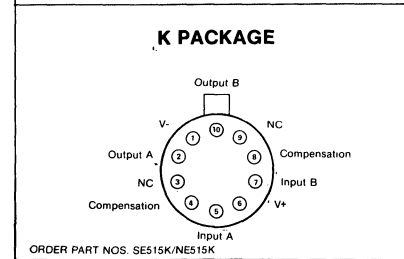 K PACKAGE
Output B
V- NC
10
1 9
Output A 2 8 Compensation
NC 3 7 Input B
Compensation 4 6 V+
5
Input A
ORDER PART NOS. SE515K/NE515K